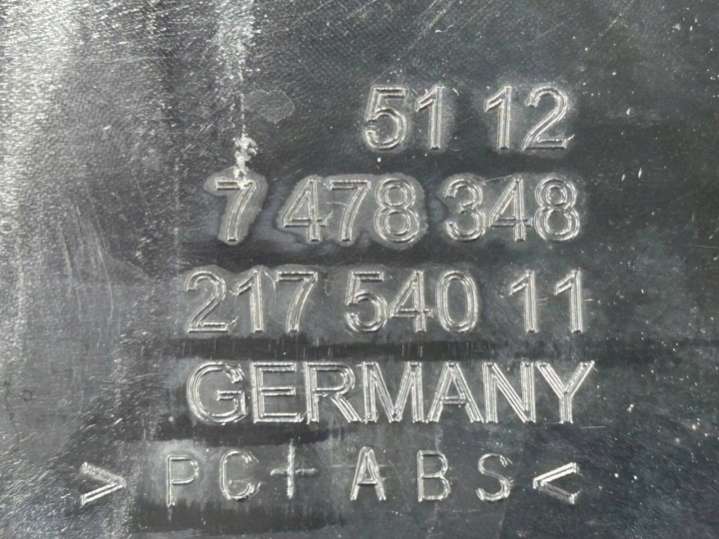 51 12
7 478 348
217 540 11
GERMANY
> PC+ABS <